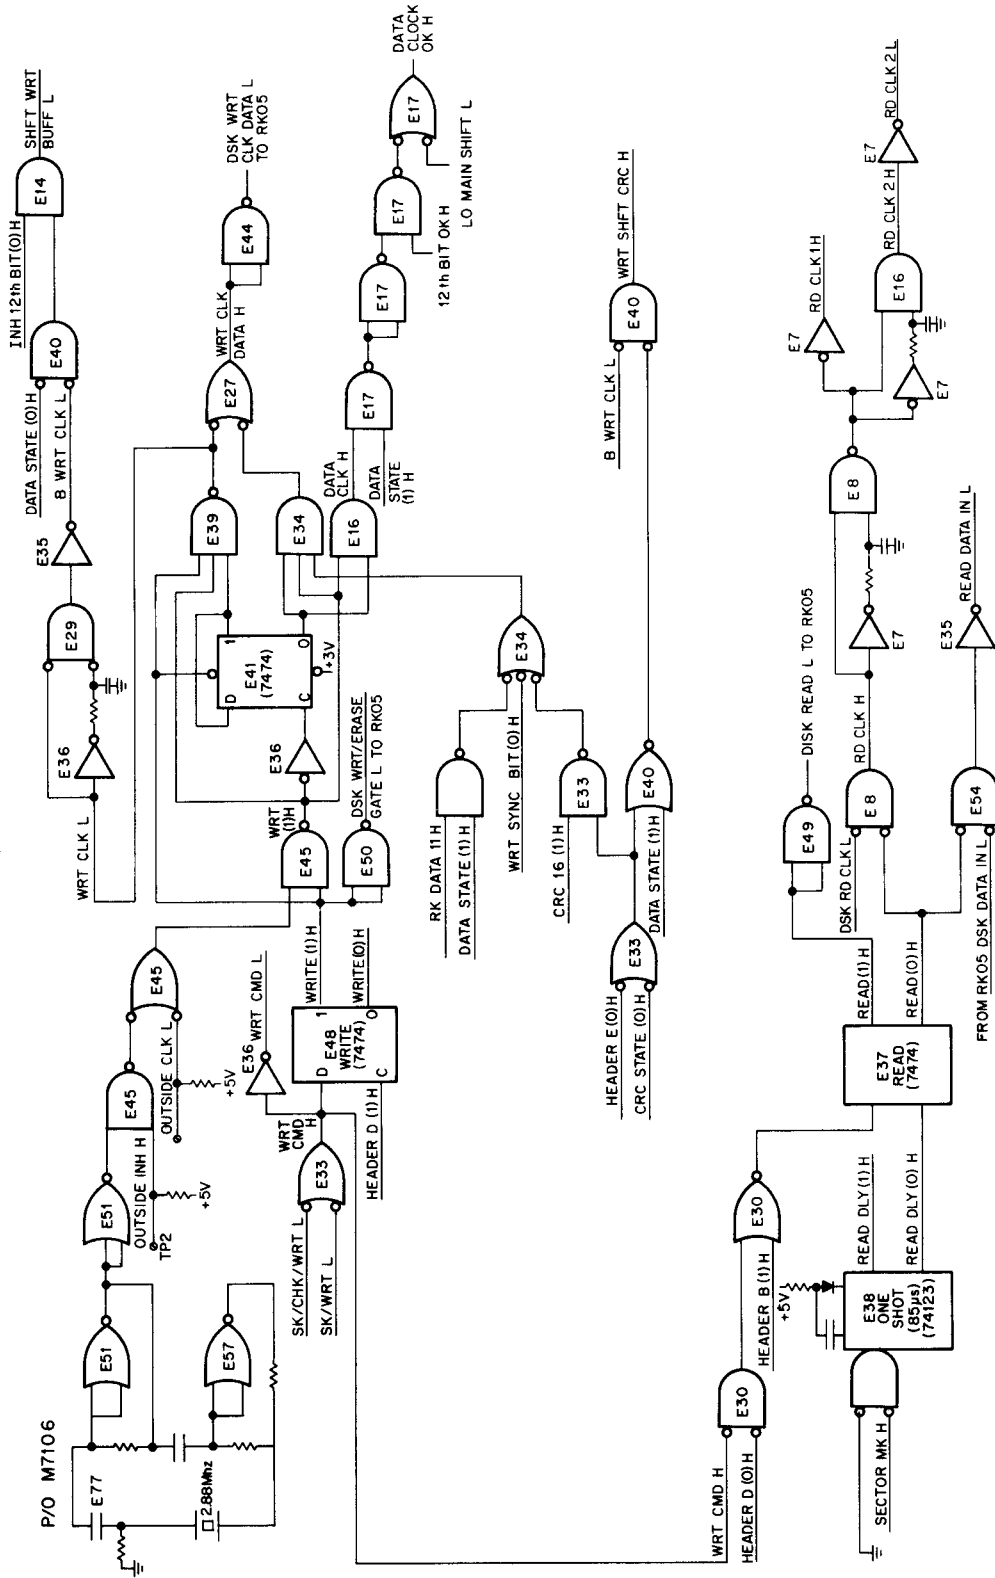 P/O M7106
E77
2.88Mhz
E51
E57
E51
OUTSIDE INH H
TP2
+5V
E45
OUTSIDE CLK L
+5V
E45
SK/CHK/WRT L
SK/WRT L
E33
WRT
CMD
H
HEADER D (1) H
E36
WRT CMD L
D
E48
WRITE
(7474)
C
1
0
WRITE (1) H
WRITE(0)H
E45
WRT
(1)H
E50
DSK WRT/ERASE
GATE L TO RK05
E36
D
E41
(7474)
C
1
0
+3V
WRT CLK L
E36
E29
E35
B WRT CLK L
DATA STATE (0) H
E40
INH 12th BIT(0) H
E14
SHFT WRT
BUFF L
E39
E34
E16
E27
WRT CLK
DATA H
E44
DSK WRT
CLK DATA L
TO RK05
DATA
CLK H
DATA
STATE
(1) H
E17
E17
12th BIT OK H
E17
LO MAIN SHIFT L
E17
DATA
CLOCK
OK H
RK DATA 11 H
DATA STATE (1) H
WRT SYNC BIT (0) H
CRC 16 (1) H
E33
E34
HEADER E (0) H
CRC STATE (0) H
E33
DATA STATE (1) H
E40
B WRT CLK L
E40
WRT SHFT CRC H
WRT CMD H
HEADER D (0) H
E30
HEADER B (1) H
E30
+5V
SECTOR MK H
E38
ONE
SHOT
(85µs)
(74123)
READ DLY (1) H
READ DLY (0) H
E37
READ
(7474)
READ(1) H
READ(0) H
E49
DISK READ L TO RK05
DSK RD CLK L
E8
RD CLK H
FROM RK05 DSK DATA IN L
E54
E35
READ DATA IN L
E7
E8
E7
RD CLK1 H
E7
E16
RD CLK 2 H
E7
RD CLK 2 L